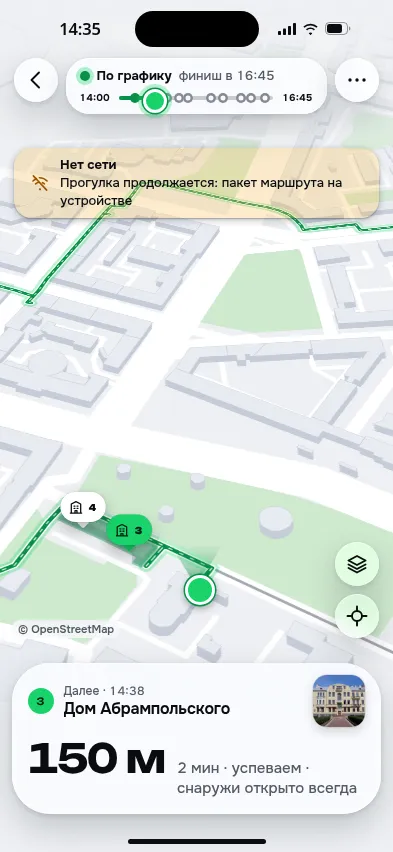 14:35
По графику финиш в 16:45
14:00 16:45
Нет сети
Прогулка продолжается: пакет маршрута на
устройстве
4
3
© OpenStreetMap
Далее · 14:38
3
Дом Абрампольского
150 м
2 мин · успеваем ·
снаружи открыто всегда